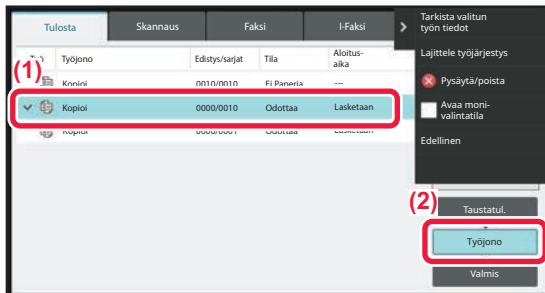 Tulosta Skannaus Faksi I-Faksi
Tarkista valitun
työn tiedot
Lajittele työjärjestys
Pysäytä/poista
Avaa moni-
valintatila
Edellinen
(1)
Työ Työjono Edistys/sarjat Tila Aloitus-
aika
Kopioi 0010/0010 Ei Paperia ---
Kopioi 0000/0010 Odottaa Lasketaan
Kopioi 0000/0001 Odottaa Lasketaan
(2)
Taustatul.
Työjono
Valmis